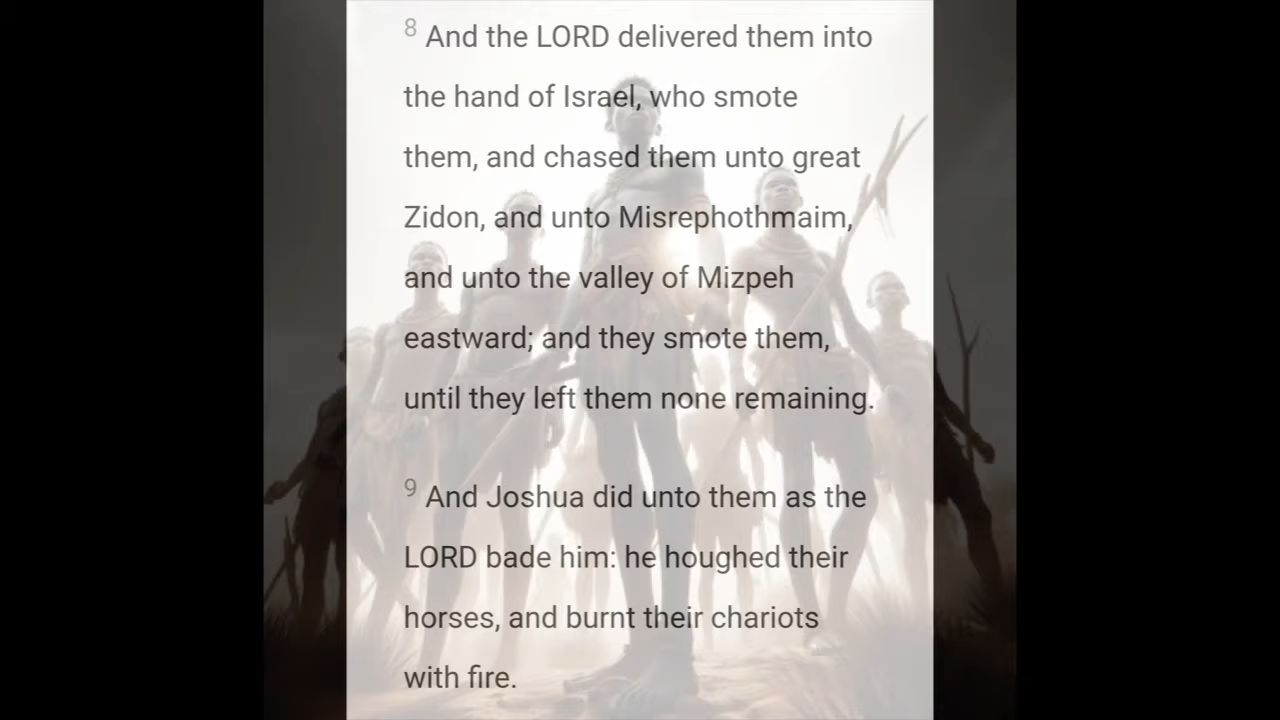 8 And the LORD delivered them into
the hand of Israel, who smote
them, and chased them unto great
Zidon, and unto Misrephothmaim,
and unto the valley of Mizpeh
eastward; and they smote them,
until they left them none remaining.
9 And Joshua did unto them as the
LORD bade him: he houghed their
horses, and burnt their chariots
with fire.